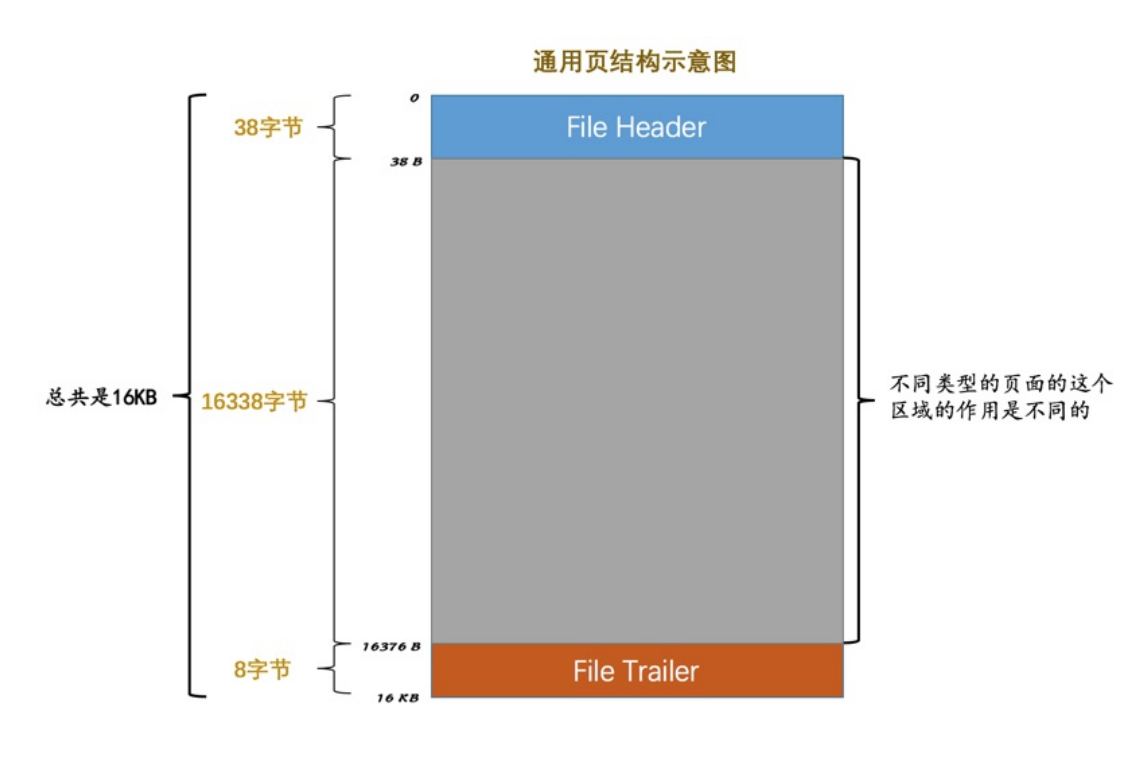 通用页结构示意图
0
38字节
File Header
38 B
不同类型的页面的这个
区域的作用是不同的
总共是16KB
16338字节
16376 B
8字节
File Trailer
16 KB